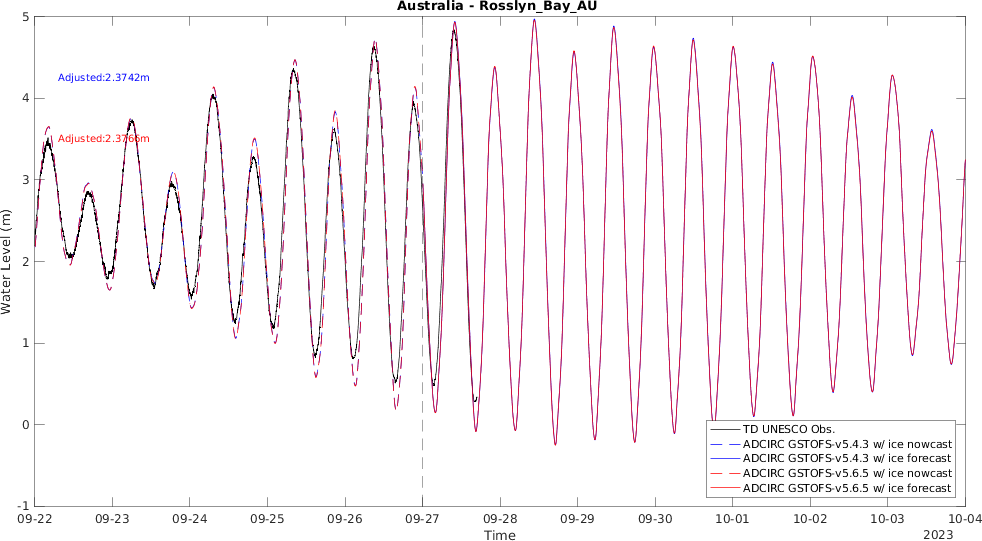 Australia - Rosslyn_Bay_AU
5
Adjusted:2.3742m
4
Adjusted:2.3765m
3
2
1
0
-1
Water Level (m)
TD UNESCO Obs.
ADCIRC GSTOFS-v5.4.3 w/ ice nowcast
ADCIRC GSTOFS-v5.4.3 w/ ice forecast
ADCIRC GSTOFS-v5.6.5 w/ ice nowcast
ADCIRC GSTOFS-v5.6.5 w/ ice forecast
09-22 09-23 09-24 09-25 09-26 09-27 09-28 09-29 09-30 10-01 10-02 10-03 10-04
Time
2023